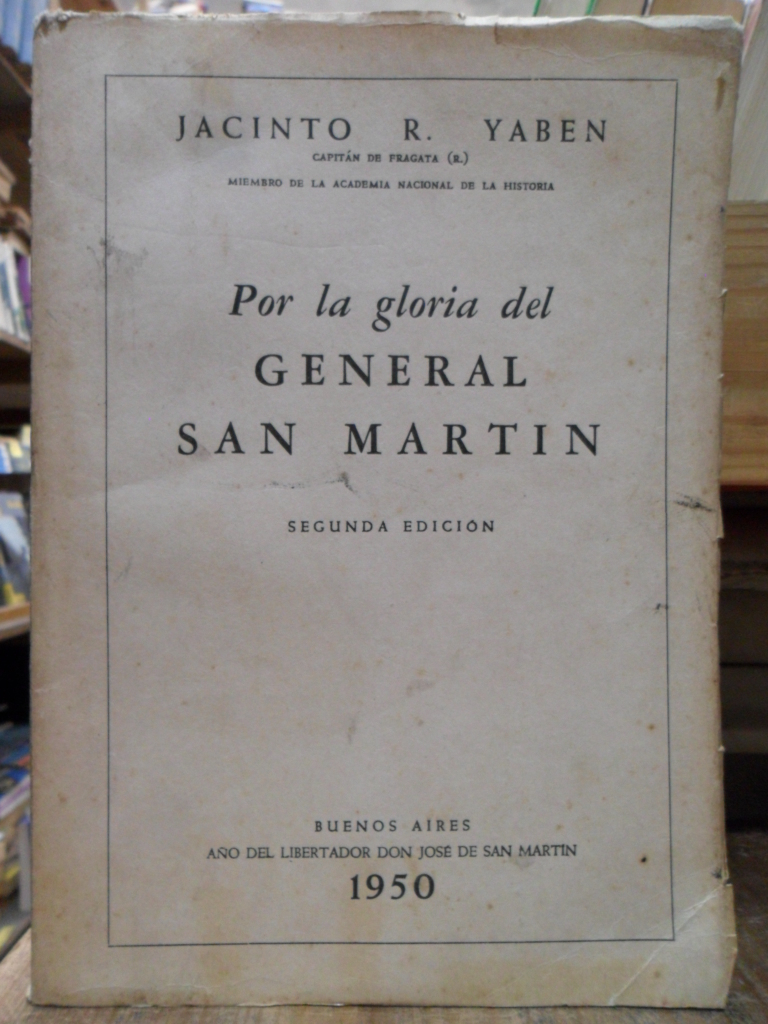 JACINTO R. YABEN
CAPITÁN DE FRAGATA (R.)
MIEMBRO DE LA ACADEMIA NACIONAL DE LA HISTORIA
Por la gloria del
GENERAL
SAN MARTIN
SEGUNDA EDICIÓN
BUENOS AIRES
AÑO DEL LIBERTADOR DON JOSÉ DE SAN MARTIN
1950